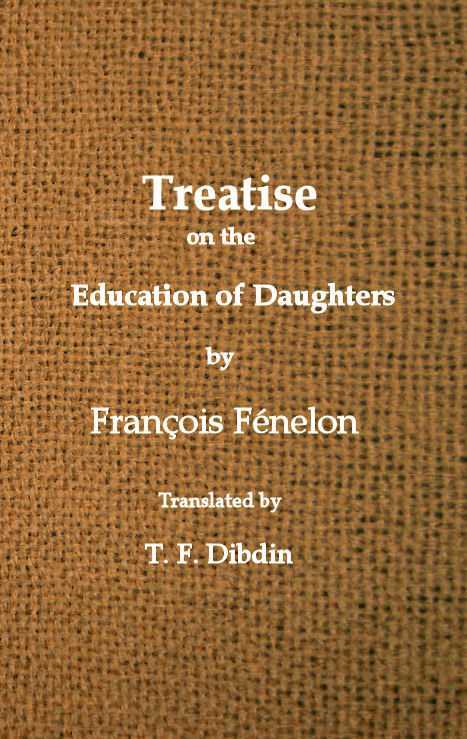 Treatise
on the
Education of Daughters
by
François Fénelon
Translated by
T. F. Dibdin